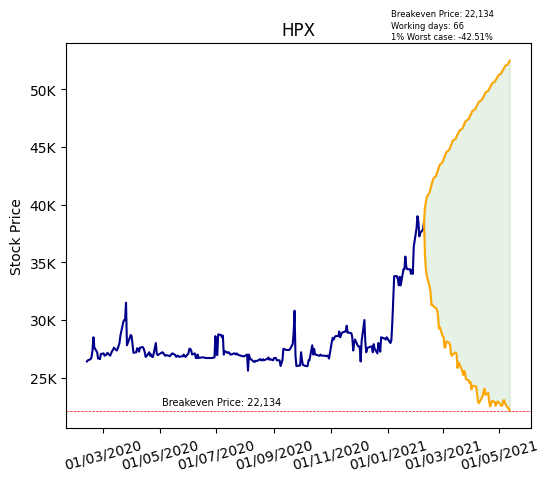 Breakeven Price: 22,134
Working days: 66
1% Worst case: -42.51%
HPX
Stock Price
50K
45K
40K
35K
30K
25K
Breakeven Price: 22,134
01/03/2020
01/05/2020
01/07/2020
01/09/2020
01/11/2020
01/01/2021
01/03/2021
01/05/2021